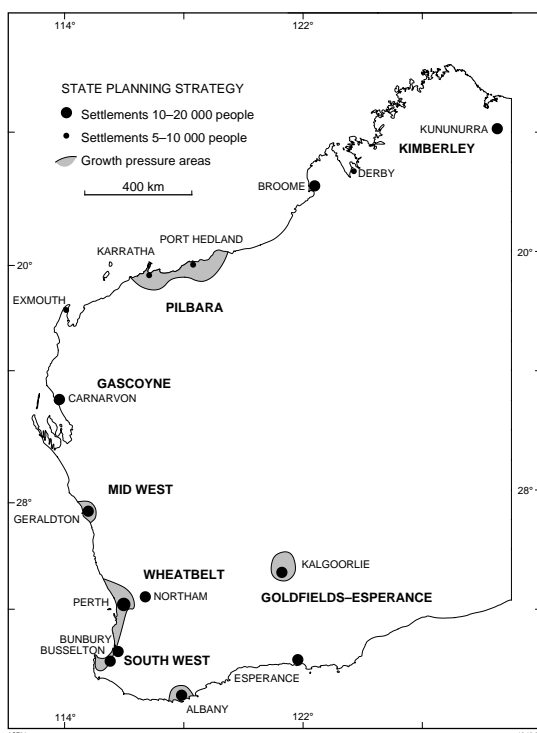 114°
122°
STATE PLANNING STRATEGY
Settlements 10–20 000 people
Settlements 5–10 000 people
Growth pressure areas
400 km
KUNUNURRA
KIMBERLEY
DERBY
BROOME
PORT HEDLAND
KARRATHA
20°
20°
EXMOUTH
PILBARA
GASCOYNE
CARNARVON
MID WEST
28°
28°
GERALDTON
KALGOORLIE
WHEATBELT
PERTH
NORTHAM
GOLDFIELDS–ESPERANCE
BUNBURY
BUSSELTON
SOUTH WEST
ESPERANCE
ALBANY
114°
122°